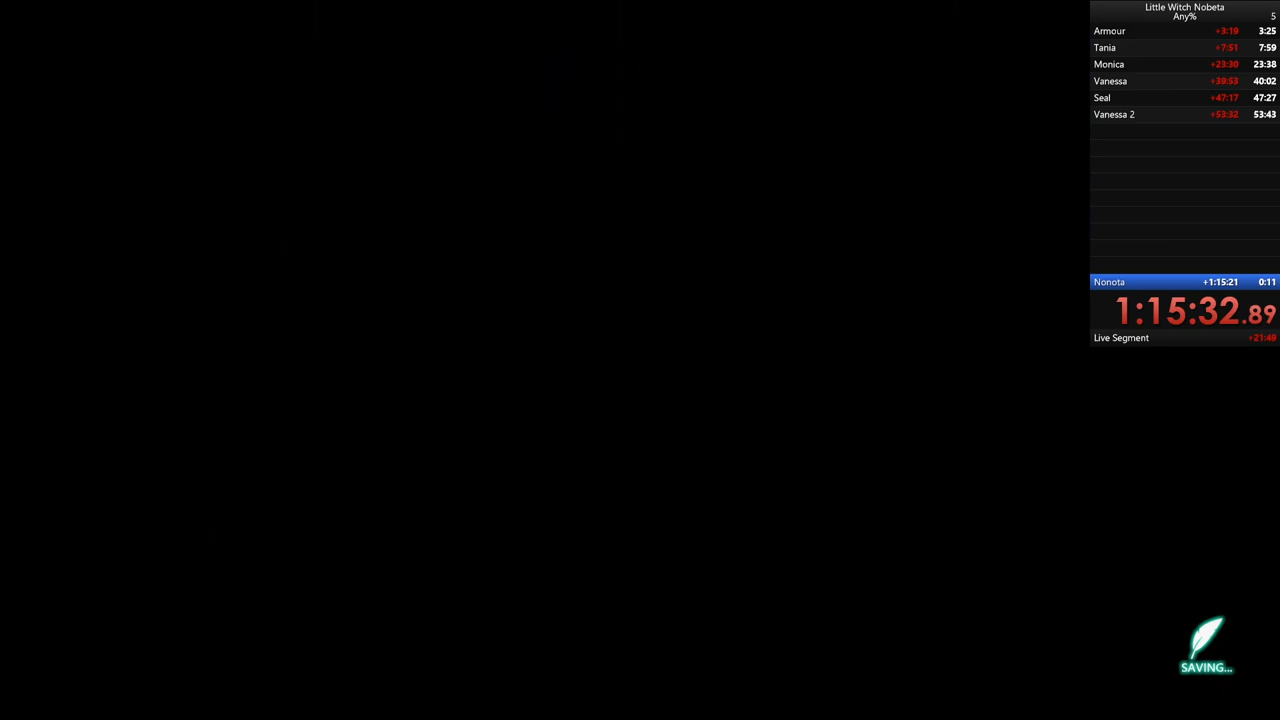 Little Witch Nobeta
Any% 5
Armour +3:19 3:25
Tania +7:51 7:59
Monica +23:30 23:38
Vanessa +39:53 40:02
Seal +47:17 47:27
Vanessa 2 +53:32 53:43
Nonota +1:15:21 0:11
1:15:32.89
Live Segment +21:49
SAVING...